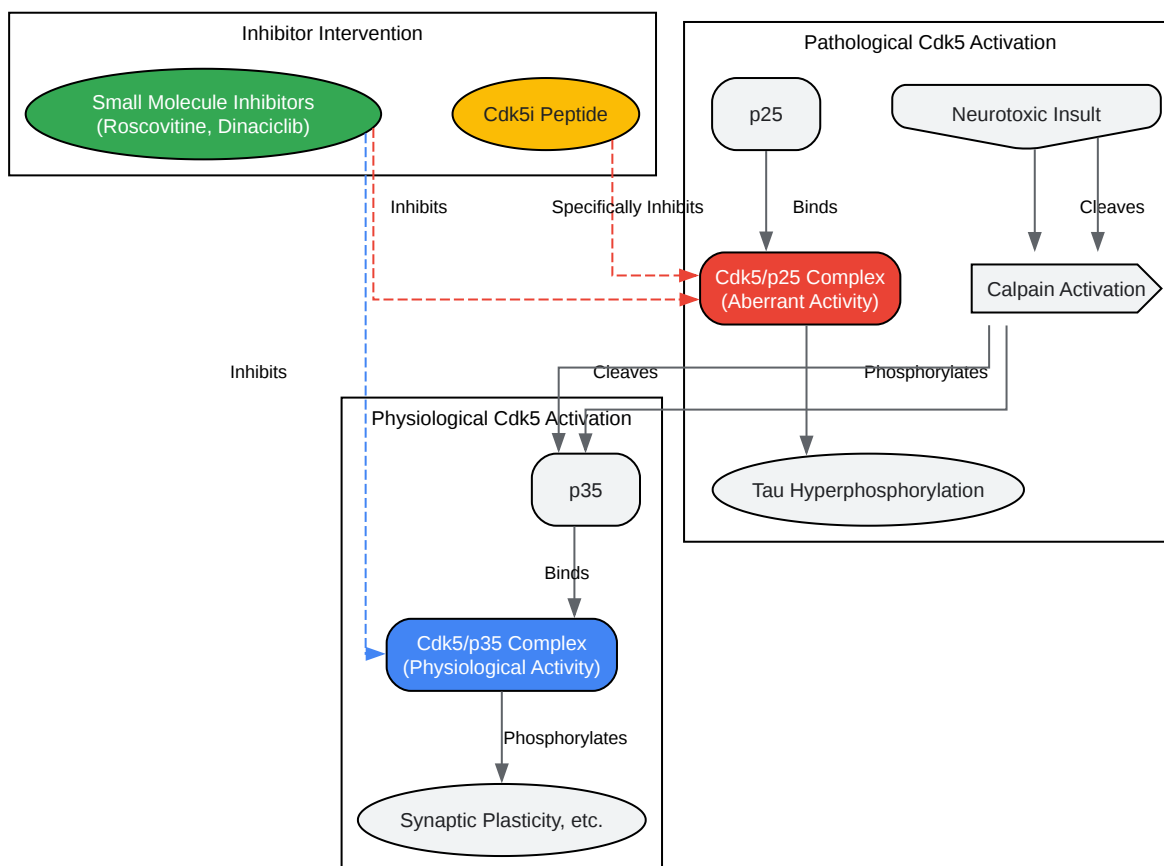 Inhibitor Intervention
Small Molecule Inhibitors
(Roscovitine, Dinaciclib)
Cdk5i Peptide
Pathological Cdk5 Activation
p25
Neurotoxic Insult
Inhibits
Specifically Inhibits
Binds
Cleaves
Cdk5/p25 Complex
(Aberrant Activity)
Calpain Activation
Inhibits
Cleaves
Phosphorylates
Physiological Cdk5 Activation
p35
Tau Hyperphosphorylation
Binds
Cdk5/p35 Complex
(Physiological Activity)
Phosphorylates
Synaptic Plasticity, etc.